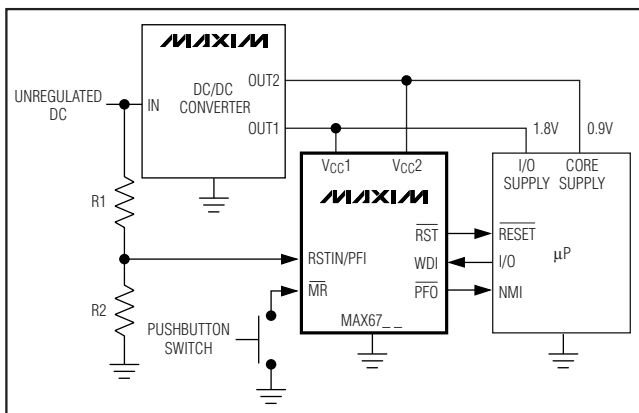 MAXIM
DC/DC
CONVERTER
UNREGULATED
DC
IN
OUT2
OUT1
1.8V
0.9V
R1
R2
VCC1
VCC2
MAXIM
RSTIN/PFI
MR
RST
WDI
PFO
MAX67_ _
PUSHBUTTON
SWITCH
I/O
SUPPLY
CORE
SUPPLY
RESET
I/O
NMI
µP